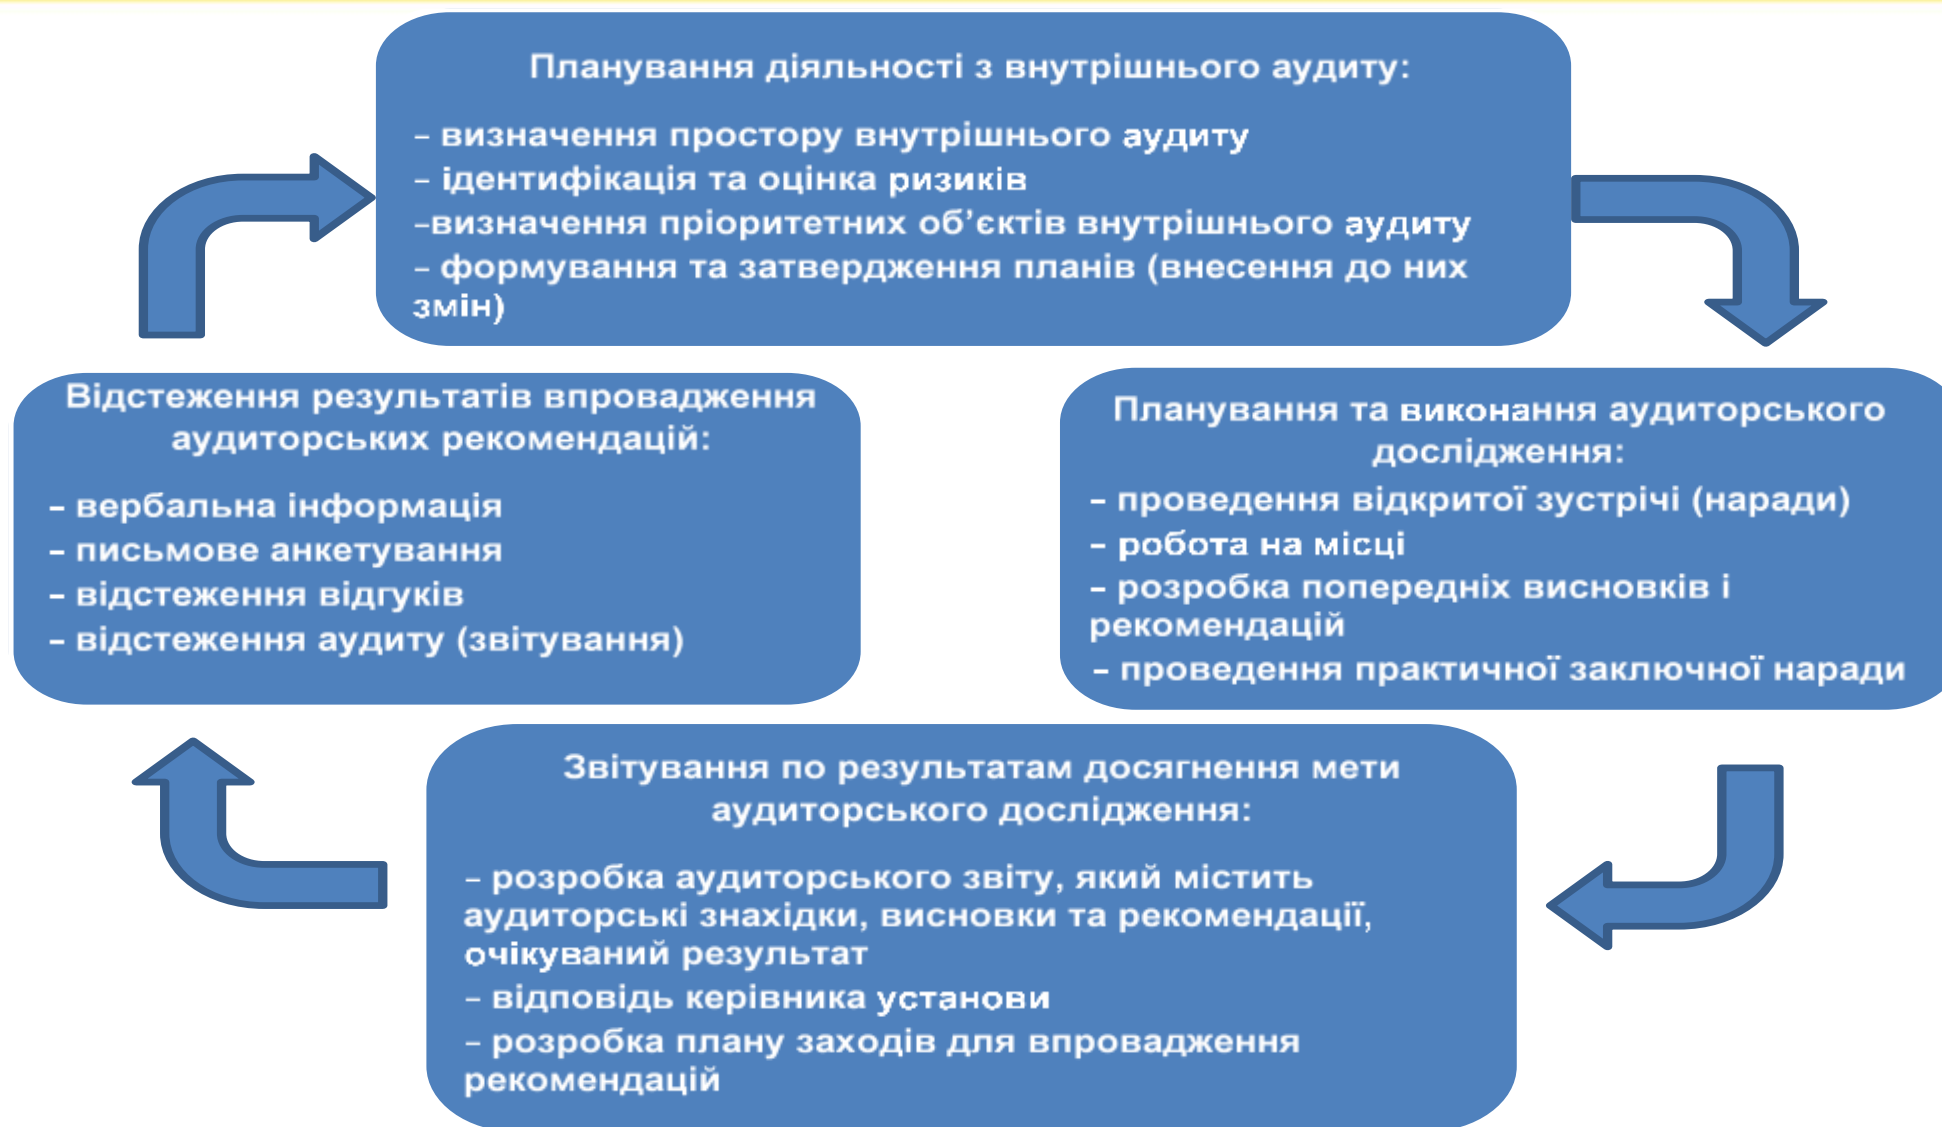 Планування діяльності з внутрішнього аудиту:
– визначення простору внутрішнього аудиту
– ідентифікація та оцінка ризиків
–визначення пріоритетних об’єктів внутрішнього аудиту
– формування та затвердження планів (внесення до них
змін)
Планування та виконання аудиторського
дослідження:
– проведення відкритої зустрічі (наради)
– робота на місці
– розробка попередніх висновків і
рекомендацій
– проведення практичної заключної наради
Звітування по результатам досягнення мети
аудиторського дослідження:
– розробка аудиторського звіту, який містить
аудиторські знахідки, висновки та рекомендації,
очікуваний результат
– відповідь керівника установи
– розробка плану заходів для впровадження
рекомендацій
Відстеження результатів впровадження
аудиторських рекомендацій:
– вербальна інформація
– письмове анкетування
– відстеження відгуків
– відстеження аудиту (звітування)